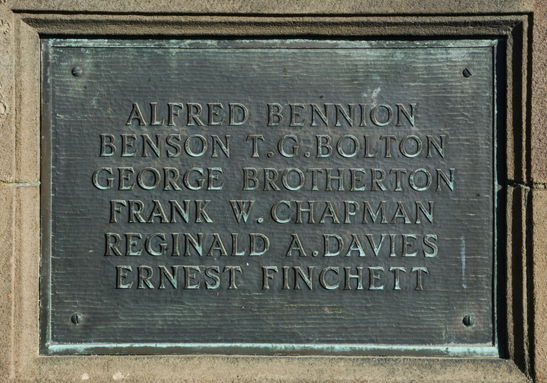 ALFRED BENNION
BENSON T.G.BOLTON
GEORGE BROTHERTON
FRANK W.CHAPMAN
REGINALD A.DAVIES
ERNEST FINCHETT